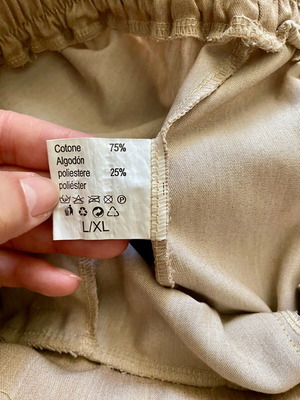 Cotone 75%
Algodón
poliestere 25%
poliéster
L/XL